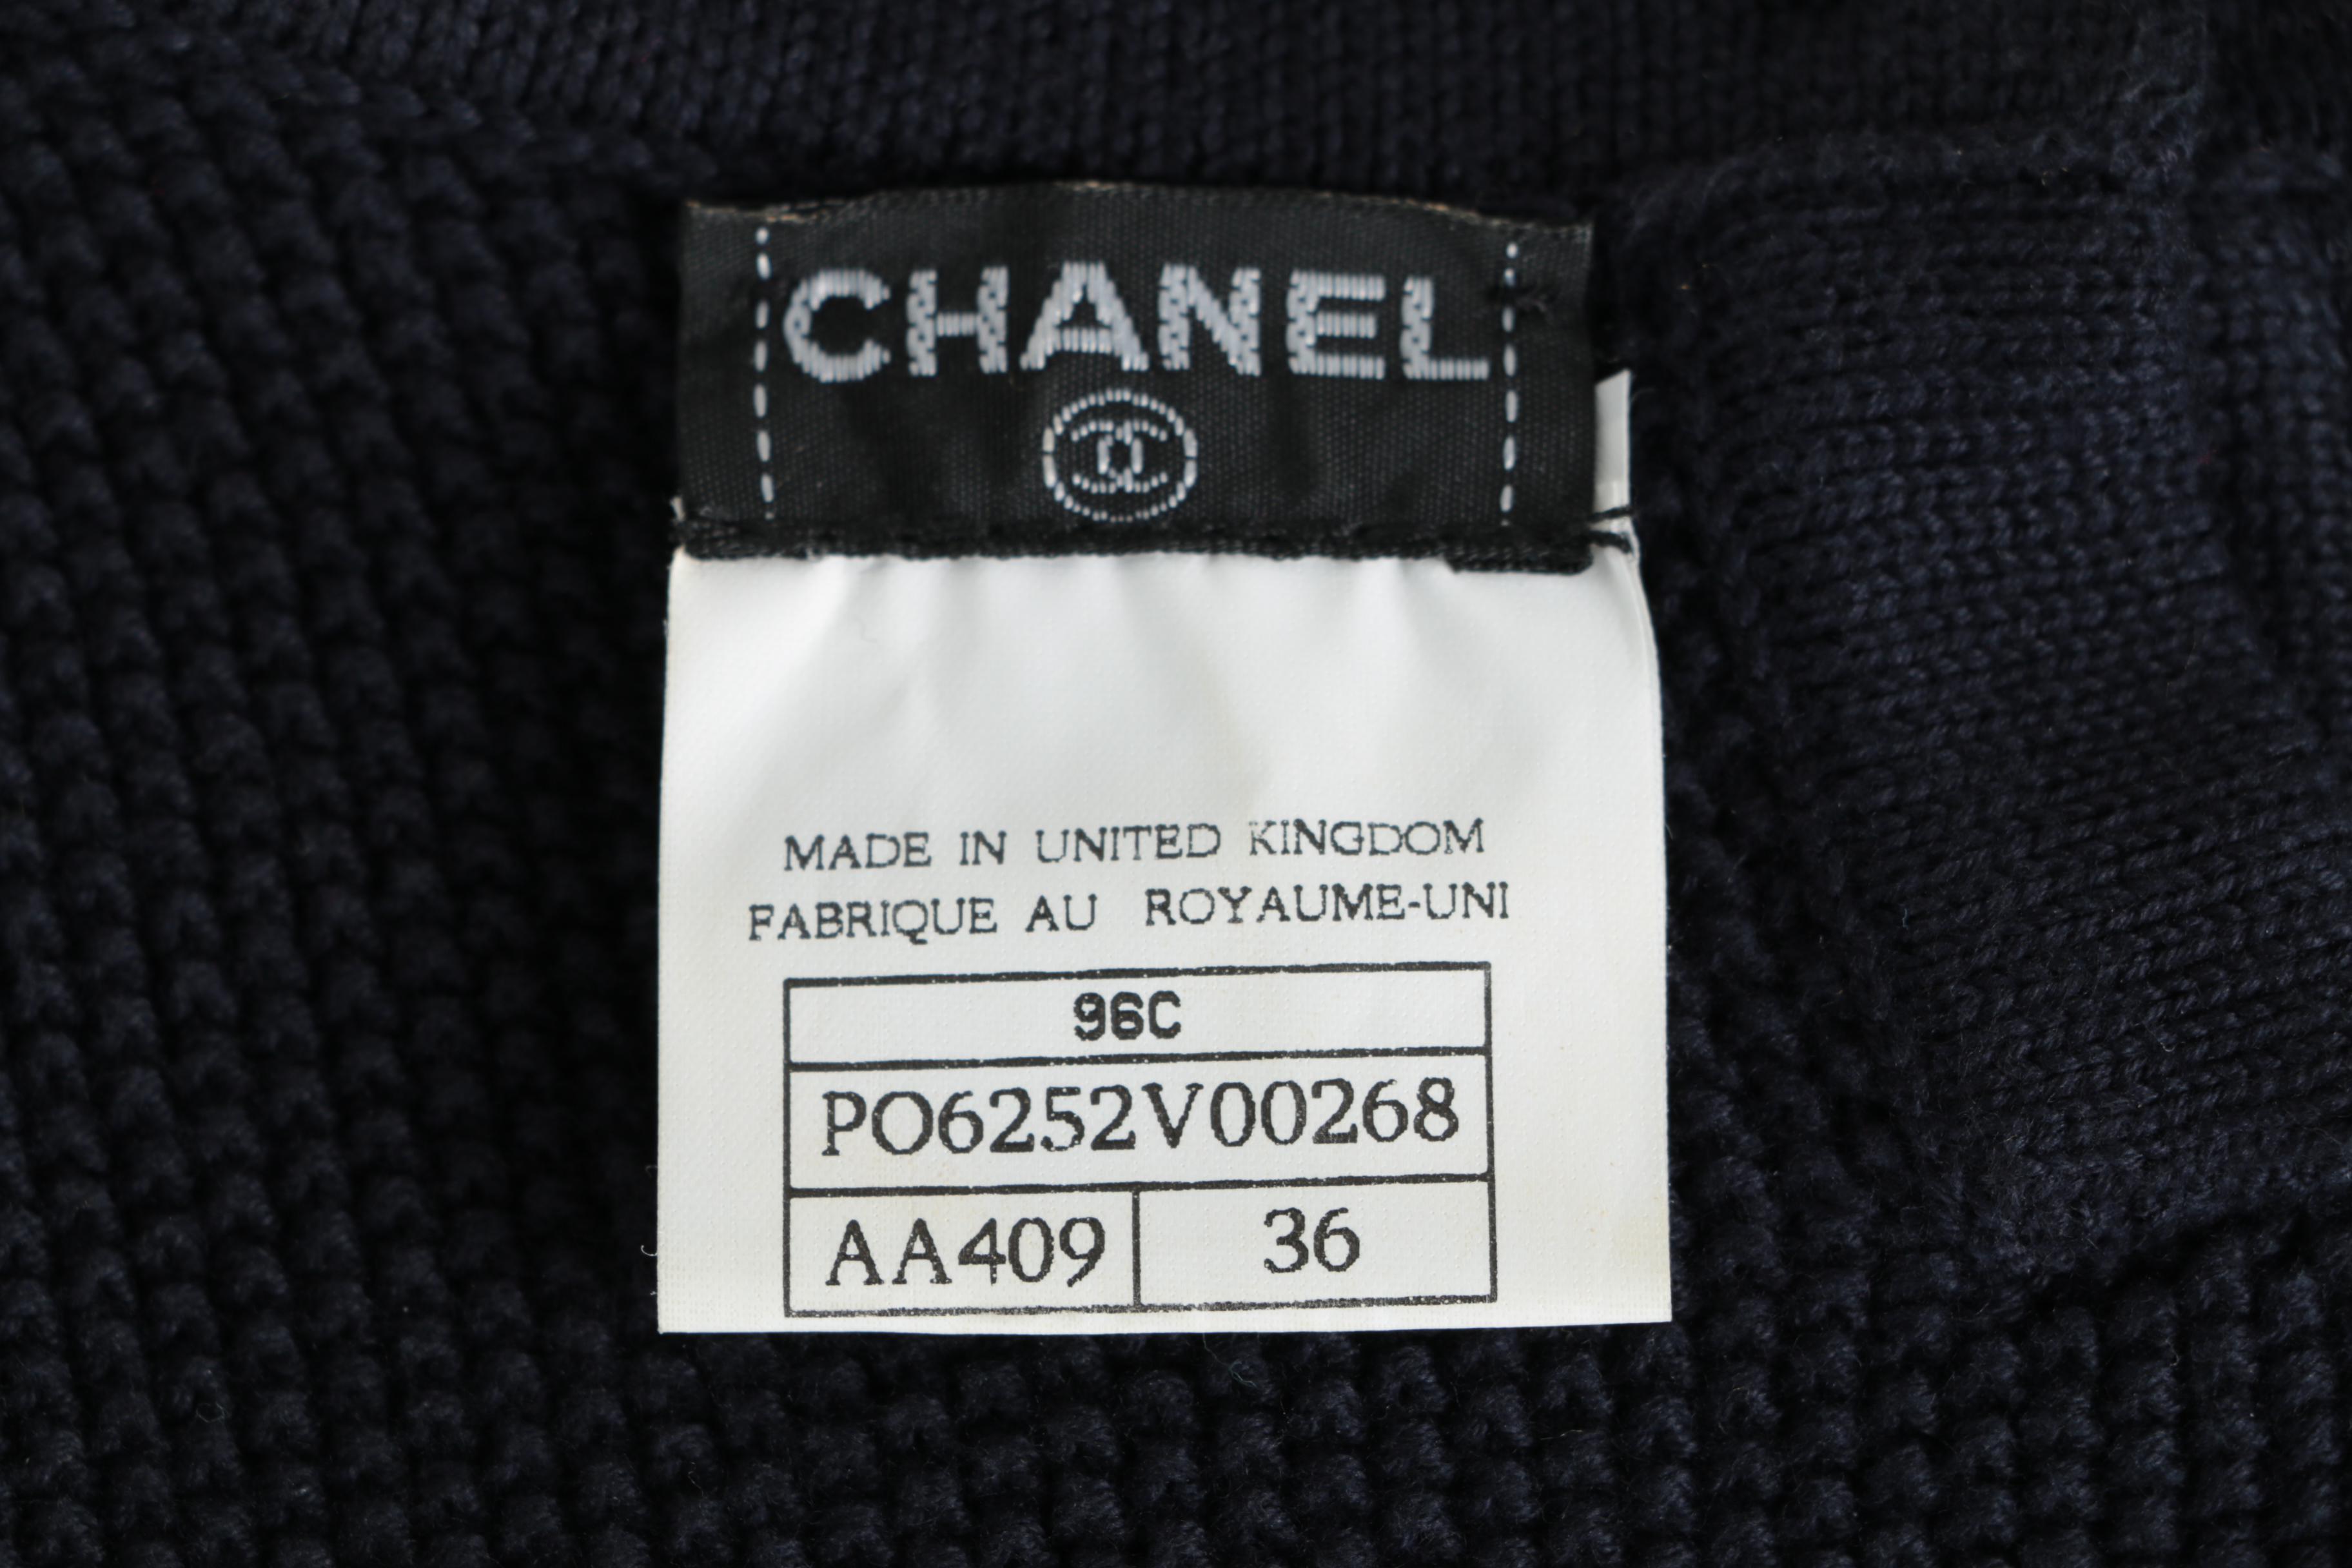 CHANEL
MADE IN UNITED KINGDOM
FABRIQUE AU ROYAUME-UNI
96C
PO6252V00268
AA409 36